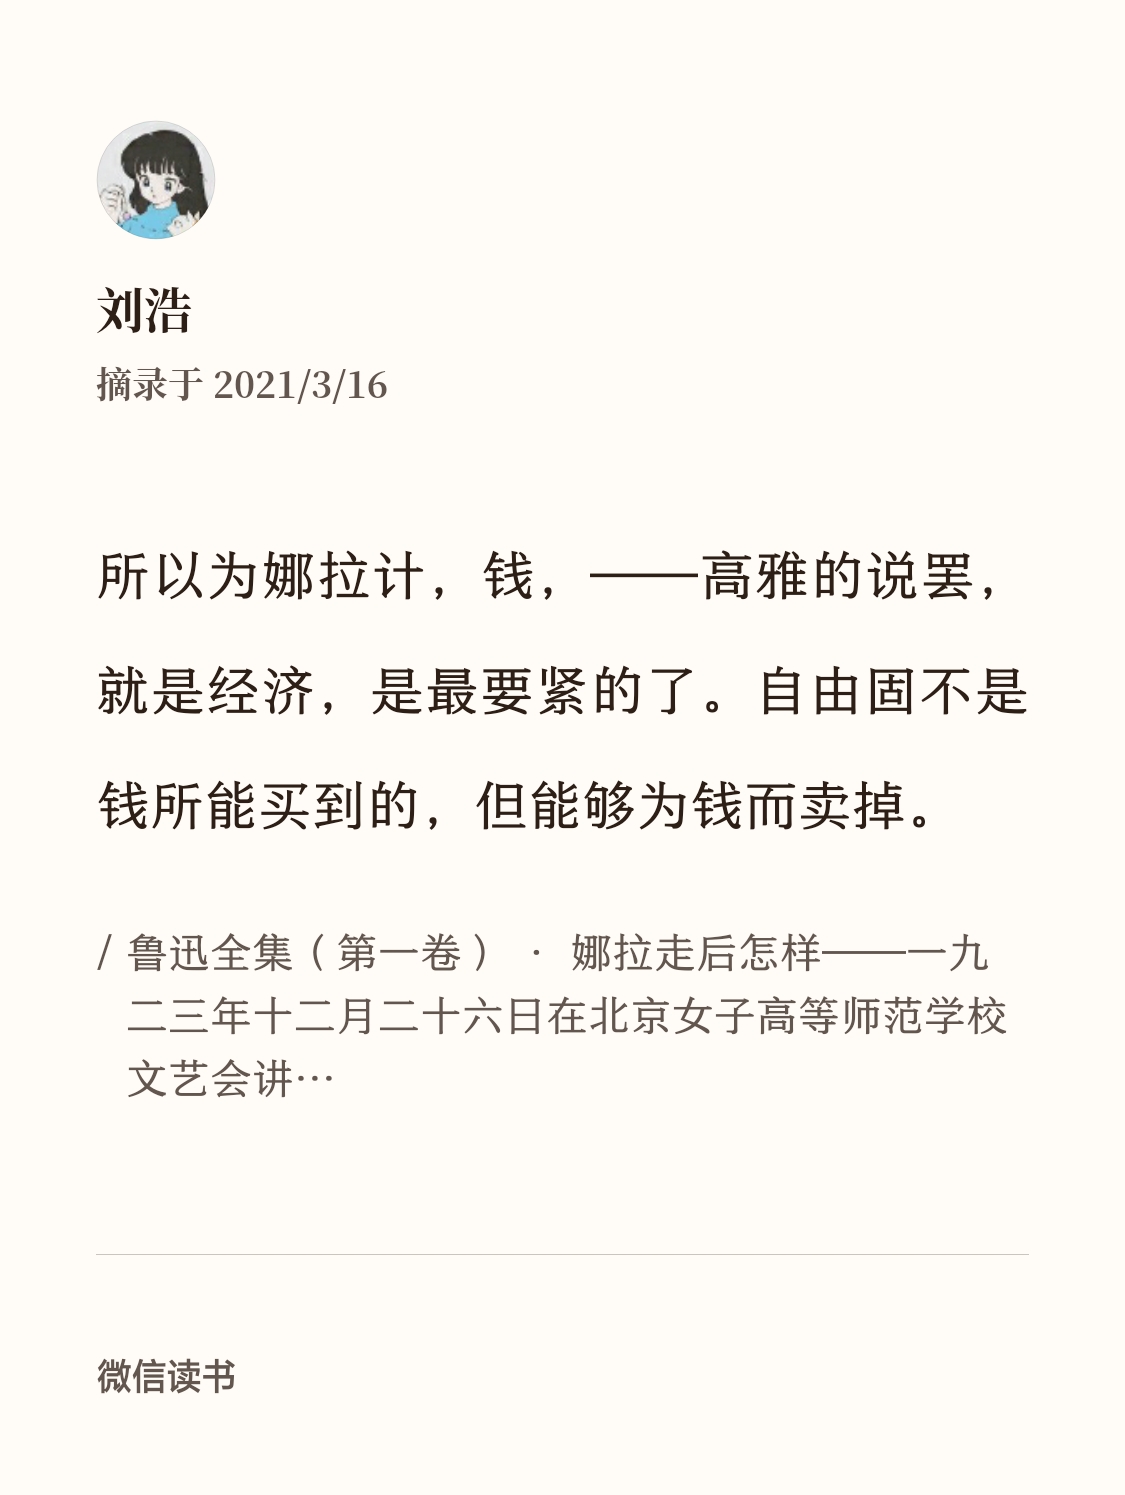 刘浩
摘录于 2021/3/16
所以为娜拉计，钱，——高雅的说罢，
就是经济，是最要紧的了。自由固不是
钱所能买到的，但能够为钱而卖掉。
/ 鲁迅全集（第一卷） · 娜拉走后怎样——一九
二三年十二月二十六日在北京女子高等师范学校
文艺会讲…
微信读书